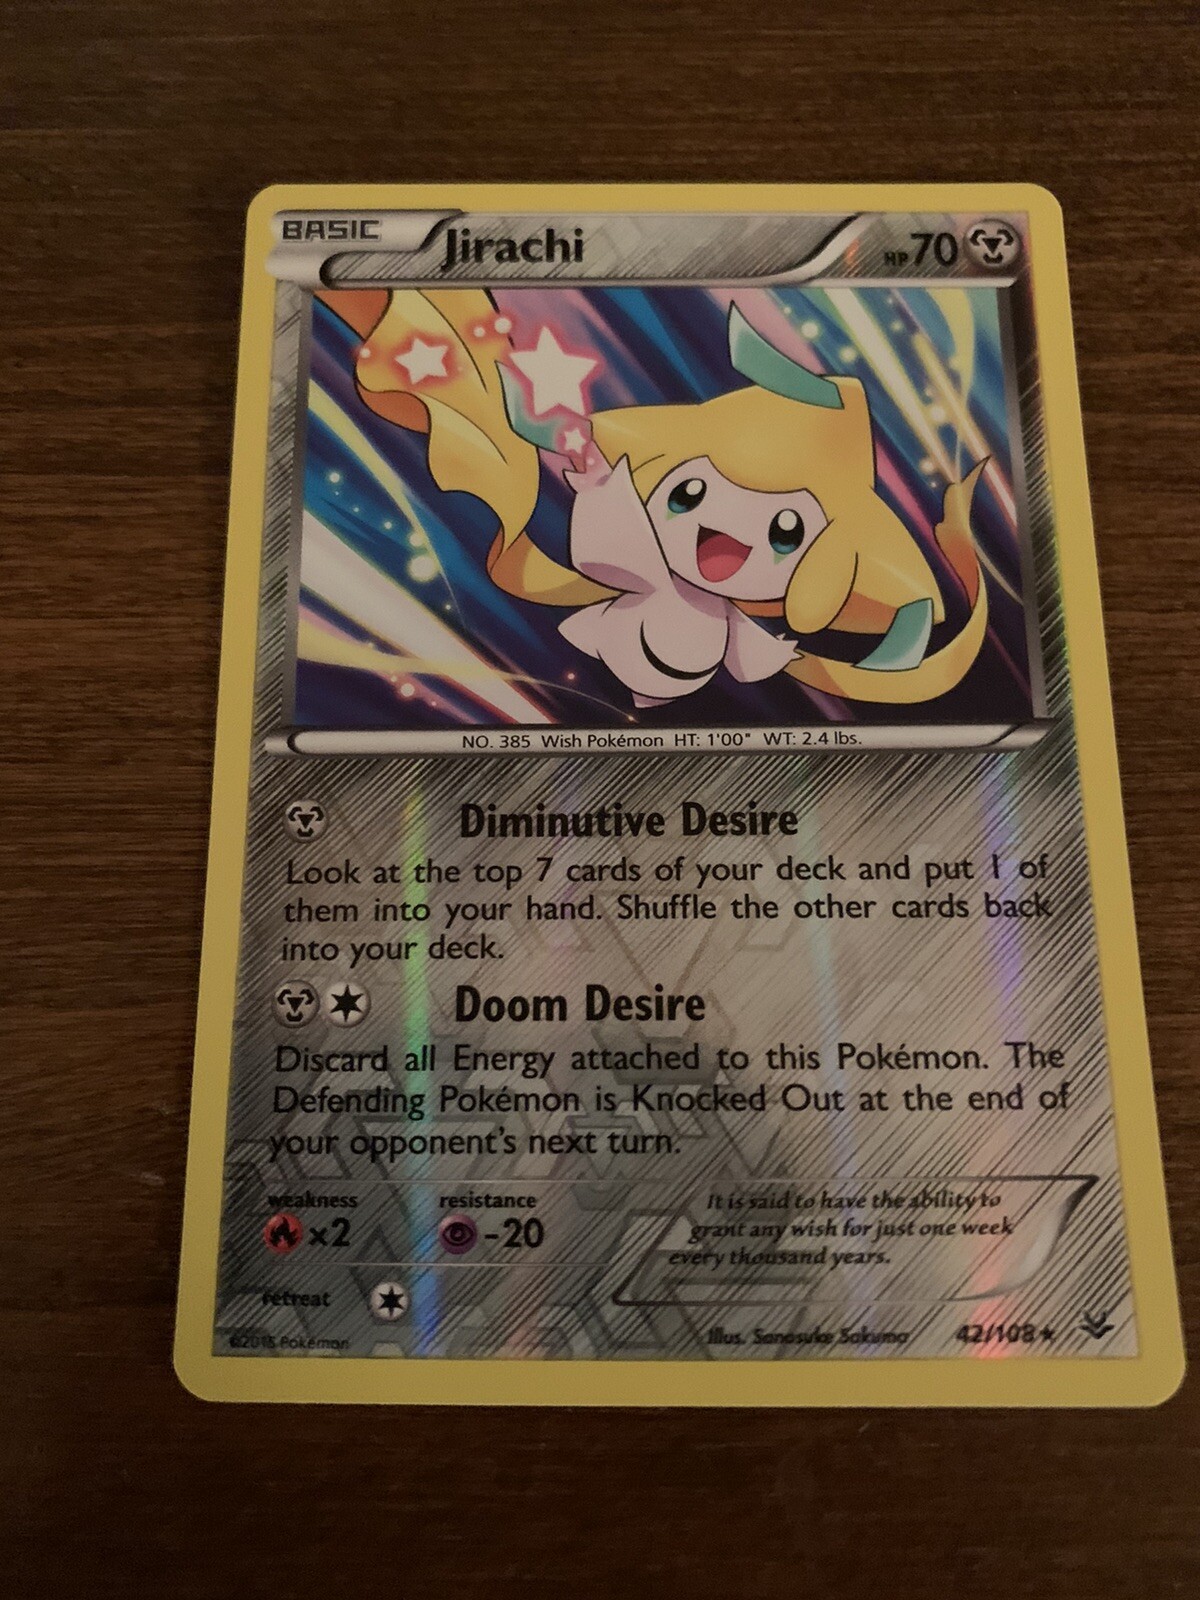 BASIC Jirachi HP 70
NO. 385 Wish Pokémon HT: 1'00" WT: 2.4 lbs.
Diminutive Desire
Look at the top 7 cards of your deck and put 1 of
them into your hand. Shuffle the other cards back
into your deck.
Doom Desire
Discard all Energy attached to this Pokémon. The
Defending Pokémon is Knocked Out at the end of
your opponent's next turn.
weakness resistance
×2 -20
It is said to have the ability to
grant any wish for just one week
every thousand years.
retreat
©2015 Pokémon Illus. Sanosuke Sakuma 42/108★